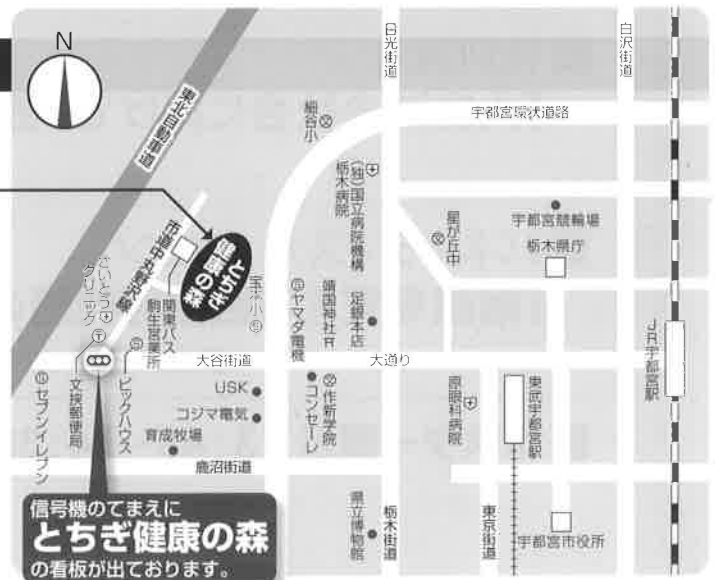 N
東北自動車道
日光街道
白沢街道
宇都宮環状道路
細谷小
(独)国立病院機構
栃木病院
星が丘中
宇都宮競輪場
栃木県庁
とちぎ
健康の森
市道中丸野沢線
関東バス
駒生営業所
さいとう
クリニック
ヤマダ電機
靖国神社
足銀本店
大谷街道
大通り
JR宇都宮駅
セブンイレブン
文挟郵便局
ビックハウス
USK
コジマ電気
育成牧場
作新学院
コンセーレ
原眼科病院
東武宇都宮駅
鹿沼街道
県立博物館
栃木街道
東京街道
宇都宮市役所
信号機のてまえに
とちぎ健康の森
の看板が出ております。